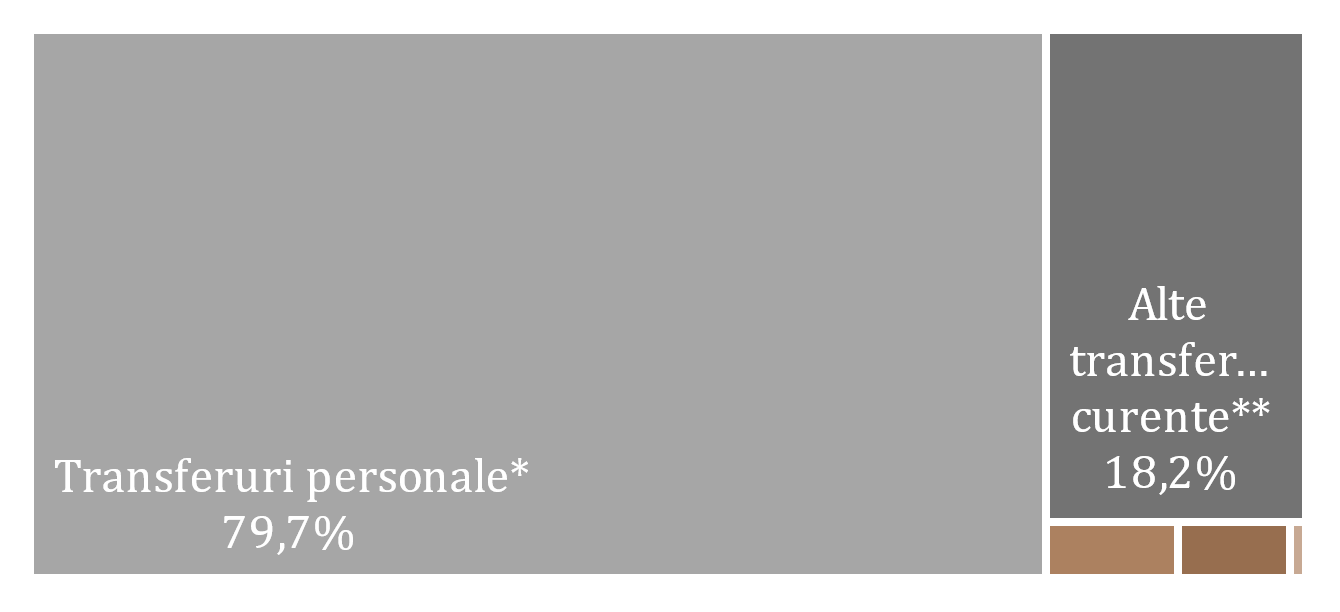 Transferuri personale*
79,7%
Alte
transfer...
curente**
18,2%